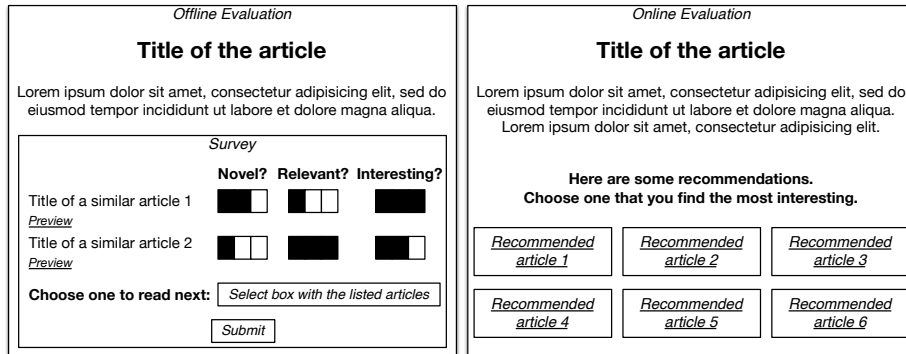 Offline Evaluation
Title of the article
Lorem ipsum dolor sit amet, consectetur adipisicing elit, sed do
eiusmod tempor incididunt ut labore et dolore magna aliqua.
Survey
Novel? Relevant? Interesting?
Title of a similar article 1
Preview
Title of a similar article 2
Preview
Choose one to read next: Select box with the listed articles
Submit
Online Evaluation
Title of the article
Lorem ipsum dolor sit amet, consectetur adipisicing elit, sed do
eiusmod tempor incididunt ut labore et dolore magna aliqua.
Lorem ipsum dolor sit amet, consectetur adipisicing elit.
Here are some recommendations.
Choose one that you find the most interesting.
Recommended
article 1
Recommended
article 2
Recommended
article 3
Recommended
article 4
Recommended
article 5
Recommended
article 6